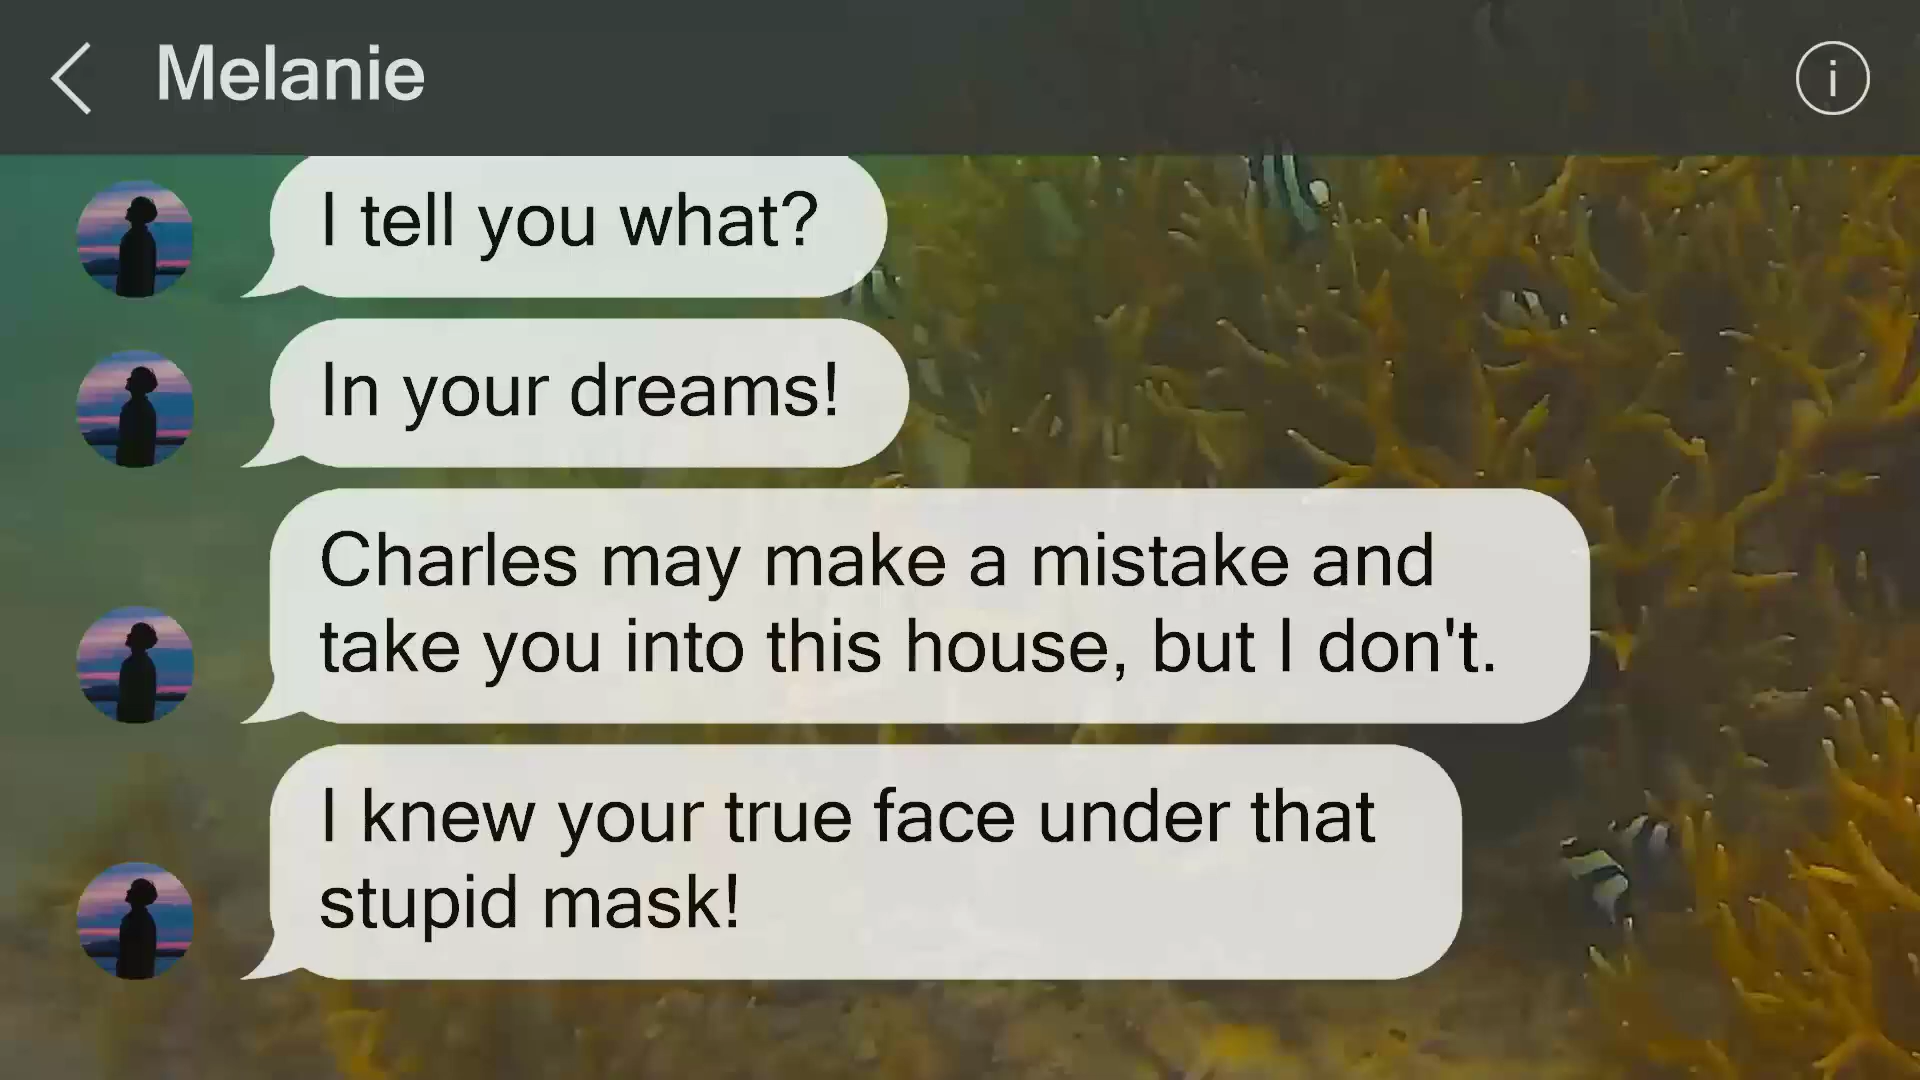 Melanie
I tell you what?
In your dreams!
Charles may make a mistake and
take you into this house, but I don't.
I knew your true face under that
stupid mask!